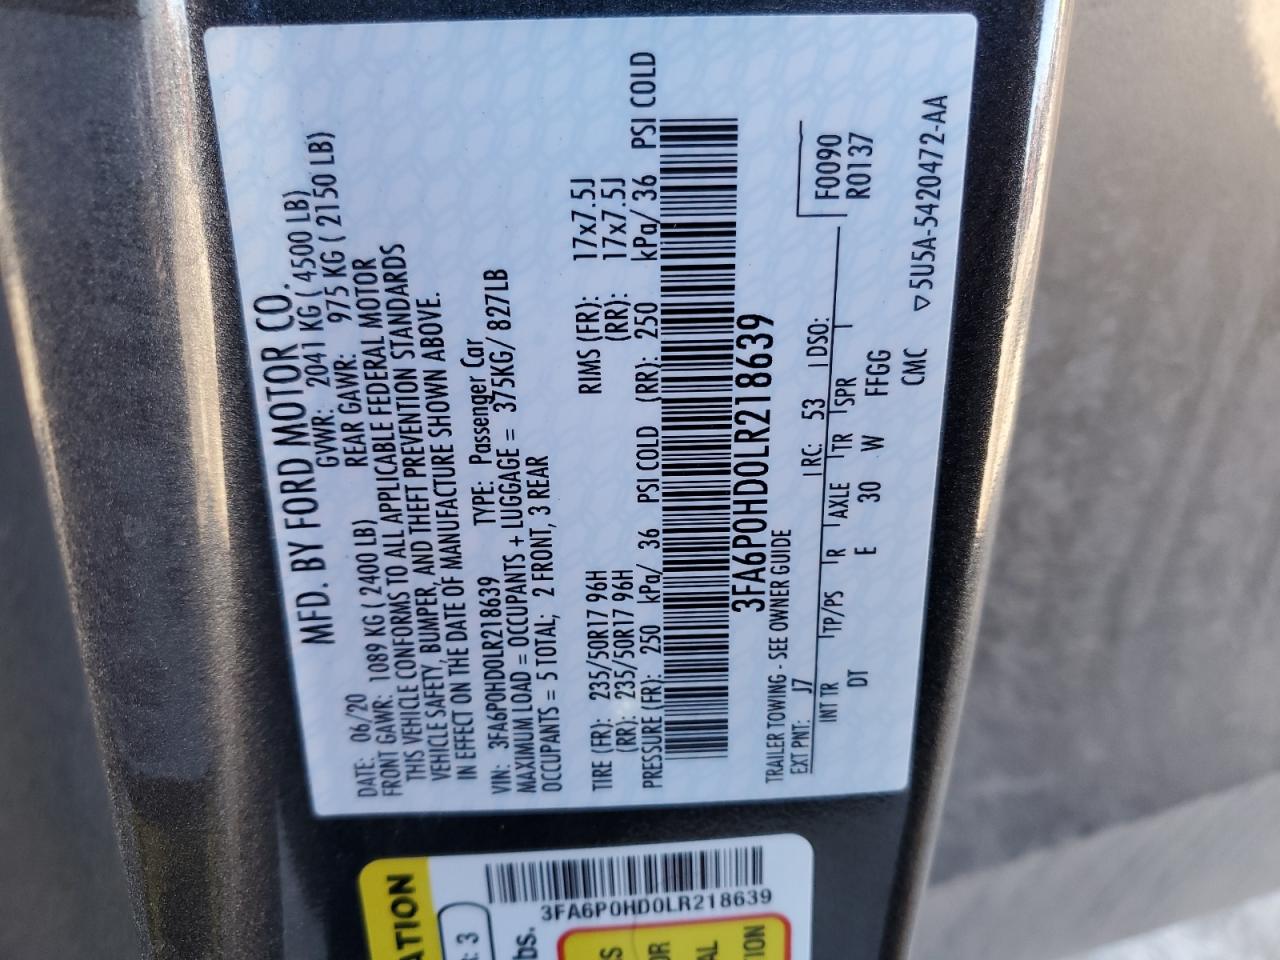 MFD. BY FORD MOTOR CO.
DATE: 06/20 GVWR: 2041 KG ( 4500 LB)
FRONT GAWR: 1089 KG ( 2400 LB) REAR GAWR: 975 KG ( 2150 LB)
THIS VEHICLE CONFORMS TO ALL APPLICABLE FEDERAL MOTOR
VEHICLE SAFETY, BUMPER, AND THEFT PREVENTION STANDARDS
IN EFFECT ON THE DATE OF MANUFACTURE SHOWN ABOVE.
VIN: 3FA6P0HD0LR218639 TYPE: Passenger Car
MAXIMUM LOAD = OCCUPANTS + LUGGAGE = 375KG/ 827LB
OCCUPANTS = 5 TOTAL; 2 FRONT, 3 REAR
TIRE (FR): 235/50R17 96H RIMS (FR): 17x7.5J
(RR): 235/50R17 96H (RR): 17x7.5J
PRESSURE (FR): 250 kPa/ 36 PSI COLD (RR): 250 kPa/ 36 PSI COLD
3FA6P0HD0LR218639
TRAILER TOWING - SEE OWNER GUIDE
EXT PNT: J7 RC: 53 DSO:
F0090
R0137
INT TR TP/PS R AXLE TR SPR
DT E 30 W FFGG
CMC ▽5U5A-5420472-AA
ATION
: 3
3FA6P0HD0LR218639
bs.
S
OR
AL
ION